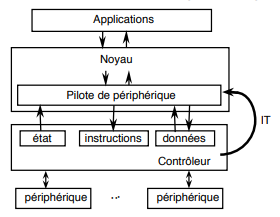 Applications
Noyau
Pilote de périphérique
IT
état instructions données
Contrôleur
périphérique ... périphérique